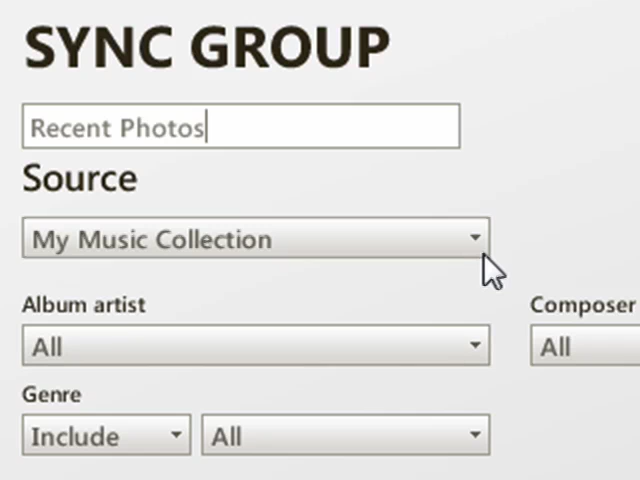 SYNC GROUP
Recent Photos
Source
My Music Collection
Album artist
Composer
All
All
Genre
Include
All